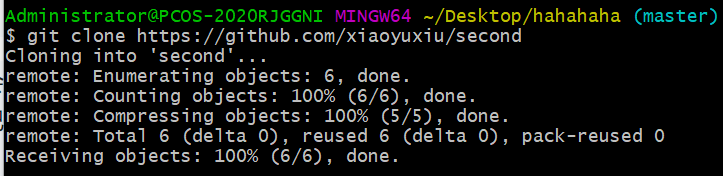 Administrator@PCOS-2020RJGGNI MINGW64 ~/Desktop/hahahaha (master)
$ git clone https://github.com/xiaoyuxiu/second
Cloning into 'second'...
remote: Enumerating objects: 6, done.
remote: Counting objects: 100% (6/6), done.
remote: Compressing objects: 100% (5/5), done.
remote: Total 6 (delta 0), reused 6 (delta 0), pack-reused 0
Receiving objects: 100% (6/6), done.